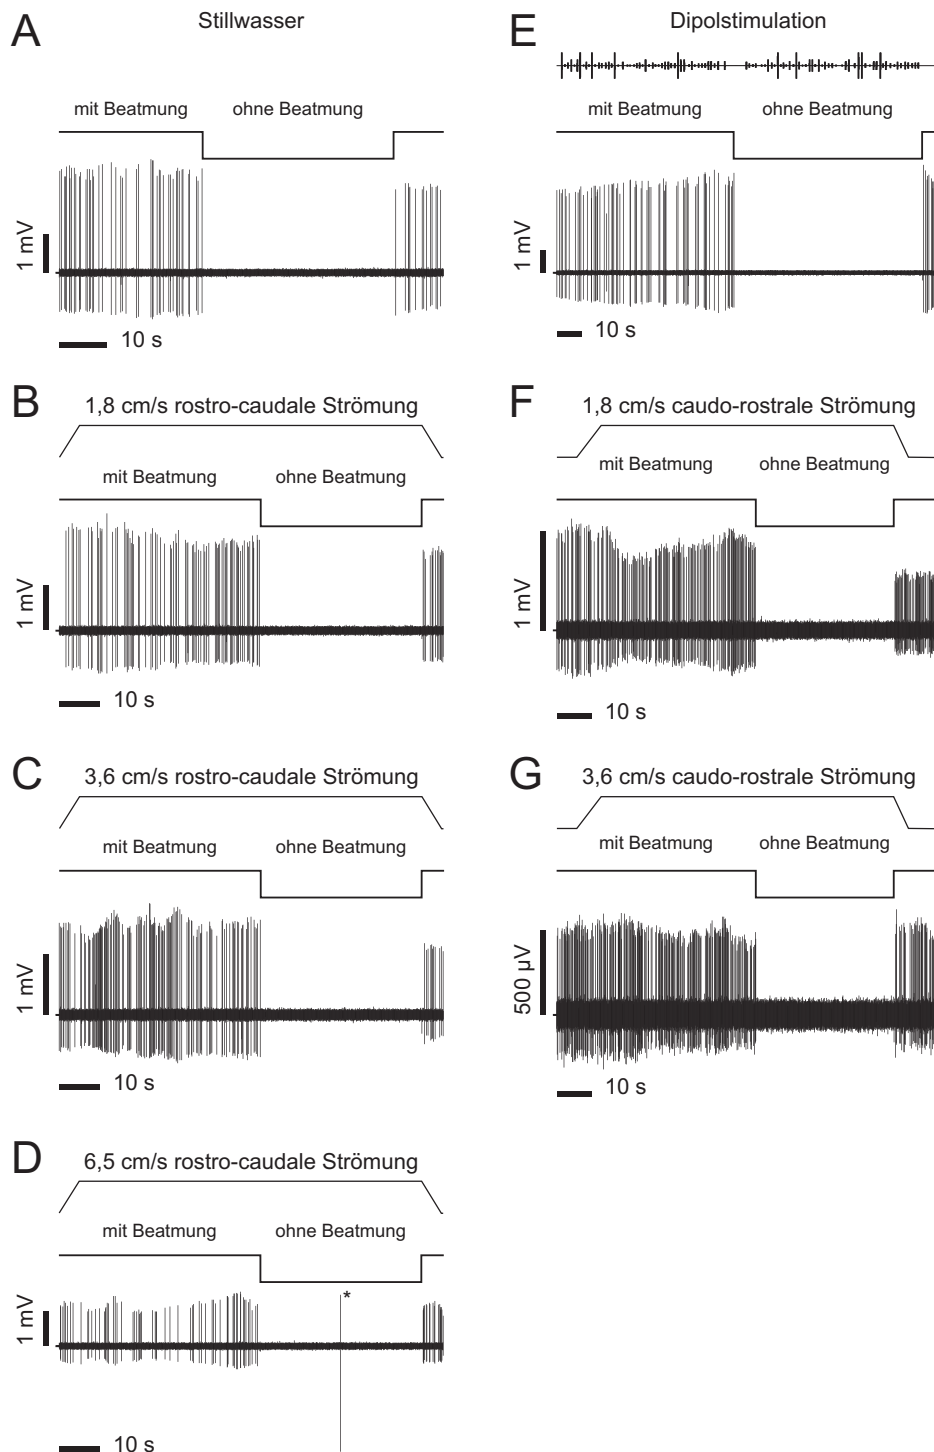 A
Stillwasser
mit Beatmung
ohne Beatmung
1 mV
10 s
B
1,8 cm/s rostro-caudale Strömung
mit Beatmung
ohne Beatmung
1 mV
10 s
C
3,6 cm/s rostro-caudale Strömung
mit Beatmung
ohne Beatmung
1 mV
10 s
D
6,5 cm/s rostro-caudale Strömung
mit Beatmung
ohne Beatmung
*
1 mV
10 s
E
Dipolstimulation
mit Beatmung
ohne Beatmung
1 mV
10 s
F
1,8 cm/s caudo-rostrale Strömung
mit Beatmung
ohne Beatmung
1 mV
10 s
G
3,6 cm/s caudo-rostrale Strömung
mit Beatmung
ohne Beatmung
500 µV
10 s